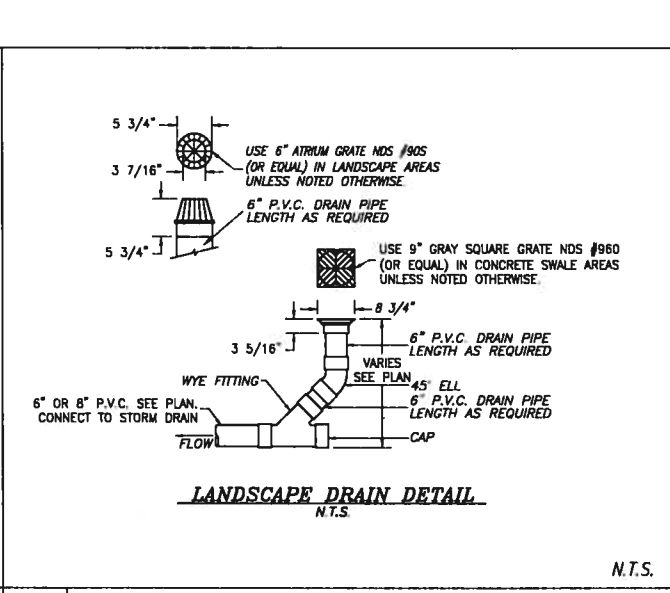 5 3/4"
USE 6" ATRIUM GRATE NDS #90S
(OR EQUAL) IN LANDSCAPE AREAS
UNLESS NOTED OTHERWISE.
3 7/16"
6" P.V.C. DRAIN PIPE
LENGTH AS REQUIRED
5 3/4"
USE 9" GRAY SQUARE GRATE NDS #960
(OR EQUAL) IN CONCRETE SWALE AREAS
UNLESS NOTED OTHERWISE.
8 3/4"
3 5/16"
6" P.V.C. DRAIN PIPE
LENGTH AS REQUIRED
VARIES
SEE PLAN
WYE FITTING
45° ELL
6" P.V.C. DRAIN PIPE
LENGTH AS REQUIRED
6" OR 8" P.V.C. SEE PLAN.
CONNECT TO STORM DRAIN
FLOW
CAP
LANDSCAPE DRAIN DETAIL
N.T.S.
N.T.S.